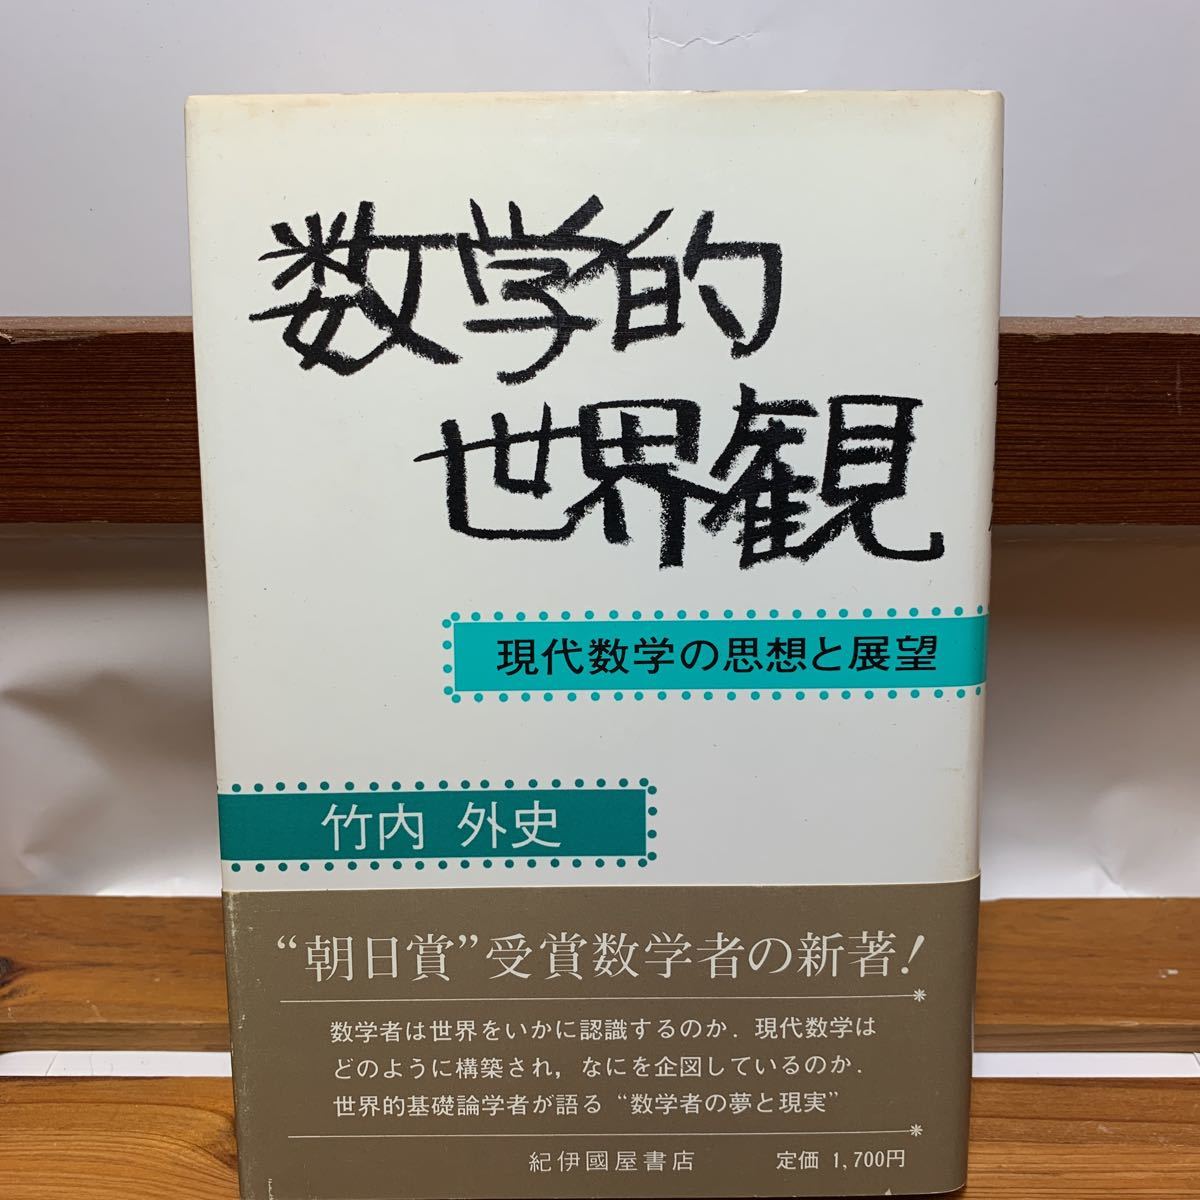 数学的
世界観
現代数学の思想と展望
竹内 外史
“朝日賞”受賞数学者の新著!
数学者は世界をいかに認識するのか. 現代数学は
どのように構築され, なにを企図しているのか.
世界的基礎論学者が語る “数学者の夢と現実”
紀伊國屋書店 定価 1,700円